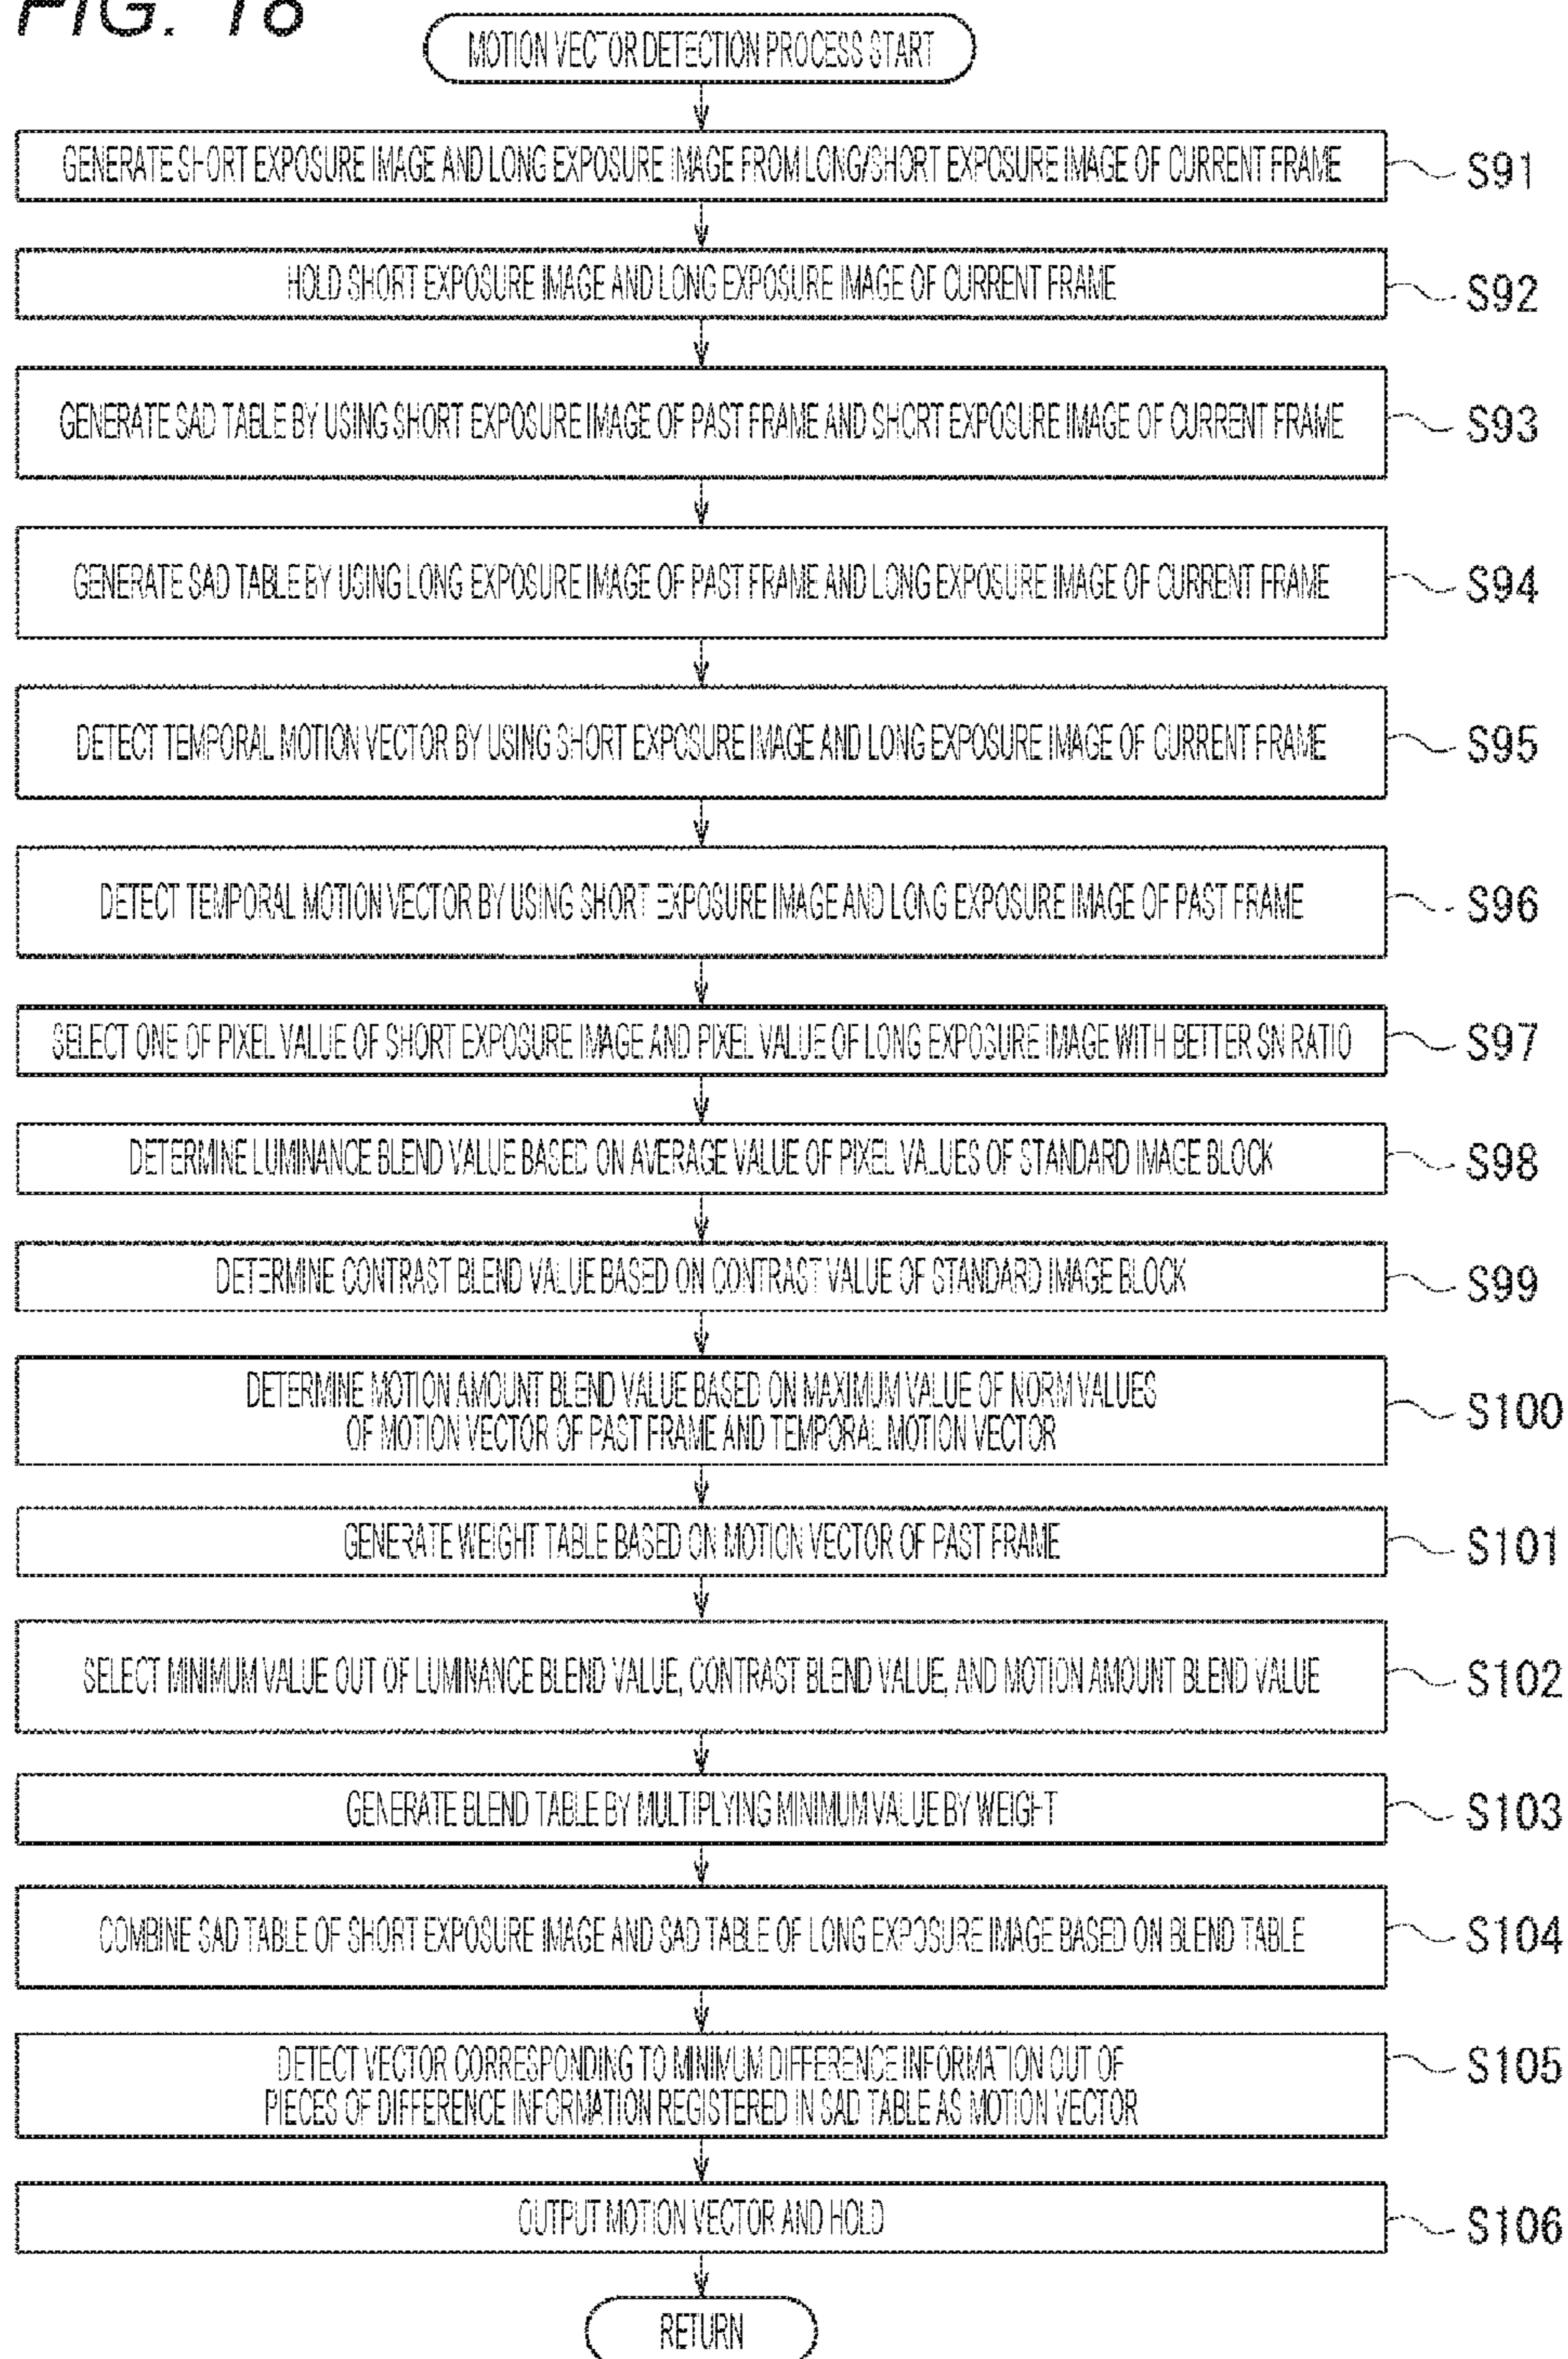 FIG. 18
MOTION VECTOR DETECTION PROCESS START
GENERATE SHORT EXPOSURE IMAGE AND LONG EXPOSURE IMAGE FROM LONG/SHORT EXPOSURE IMAGE OF CURRENT FRAME
S91
HOLD SHORT EXPOSURE IMAGE AND LONG EXPOSURE IMAGE OF CURRENT FRAME
S92
GENERATE SAD TABLE BY USING SHORT EXPOSURE IMAGE OF PAST FRAME AND SHORT EXPOSURE IMAGE OF CURRENT FRAME
S93
GENERATE SAD TABLE BY USING LONG EXPOSURE IMAGE OF PAST FRAME AND LONG EXPOSURE IMAGE OF CURRENT FRAME
S94
DETECT TEMPORAL MOTION VECTOR BY USING SHORT EXPOSURE IMAGE AND LONG EXPOSURE IMAGE OF CURRENT FRAME
S95
DETECT TEMPORAL MOTION VECTOR BY USING SHORT EXPOSURE IMAGE AND LONG EXPOSURE IMAGE OF PAST FRAME
S96
SELECT ONE OF PIXEL VALUE OF SHORT EXPOSURE IMAGE AND PIXEL VALUE OF LONG EXPOSURE IMAGE WITH BETTER SN RATIO
S97
DETERMINE LUMINANCE BLEND VALUE BASED ON AVERAGE VALUE OF PIXEL VALUES OF STANDARD IMAGE BLOCK
S98
DETERMINE CONTRAST BLEND VALUE BASED ON CONTRAST VALUE OF STANDARD IMAGE BLOCK
S99
DETERMINE MOTION AMOUNT BLEND VALUE BASED ON MAXIMUM VALUE OF NORM VALUES
OF MOTION VECTOR OF PAST FRAME AND TEMPORAL MOTION VECTOR
S100
GENERATE WEIGHT TABLE BASED ON MOTION VECTOR OF PAST FRAME
S101
SELECT MINIMUM VALUE OUT OF LUMINANCE BLEND VALUE, CONTRAST BLEND VALUE, AND MOTION AMOUNT BLEND VALUE
S102
GENERATE BLEND TABLE BY MULTIPLYING MINIMUM VALUE BY WEIGHT
S103
COMBINE SAD TABLE OF SHORT EXPOSURE IMAGE AND SAD TABLE OF LONG EXPOSURE IMAGE BASED ON BLEND TABLE
S104
DETECT VECTOR CORRESPONDING TO MINIMUM DIFFERENCE INFORMATION OUT OF
PIECES OF DIFFERENCE INFORMATION REGISTERED IN SAD TABLE AS MOTION VECTOR
S105
OUTPUT MOTION VECTOR AND HOLD
S106
RETURN